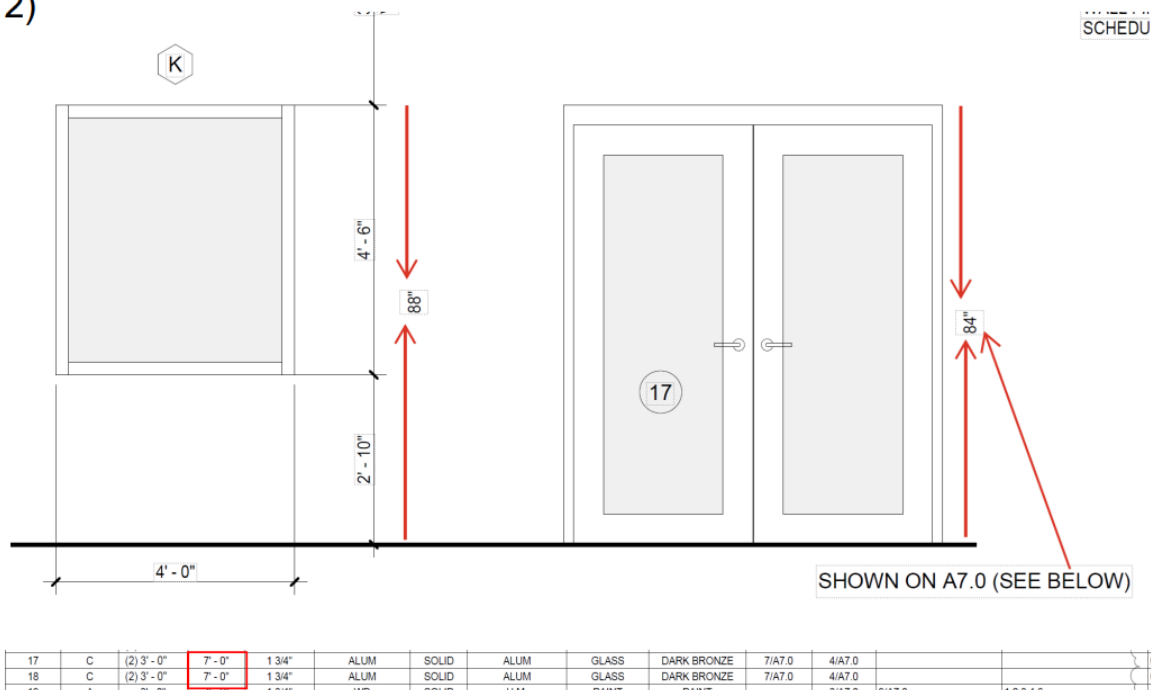 2)
SCHEDU
K
4' - 6"
88"
84"
17
2' - 10"
4' - 0"
SHOWN ON A7.0 (SEE BELOW)
17 C (2) 3' - 0" 7' - 0" 1 3/4" ALUM SOLID ALUM GLASS DARK BRONZE 7/A7.0 4/A7.0
18 C (2) 3' - 0" 7' - 0" 1 3/4" ALUM SOLID ALUM GLASS DARK BRONZE 7/A7.0 4/A7.0